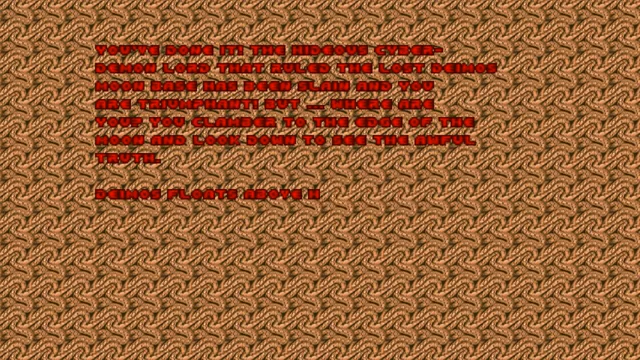 YOU'VE DONE IT! THE HIDEOUS CYBER-
DEMON LORD THAT RULED THE LOST DEIMOS
MOON BASE HAS BEEN SLAIN AND YOU
ARE TRIUMPHANT! BUT ... WHERE ARE
YOU? YOU CLAMBER TO THE EDGE OF THE
MOON AND LOOK DOWN TO SEE THE AWFUL
TRUTH.
DEIMOS FLOATS ABOVE H